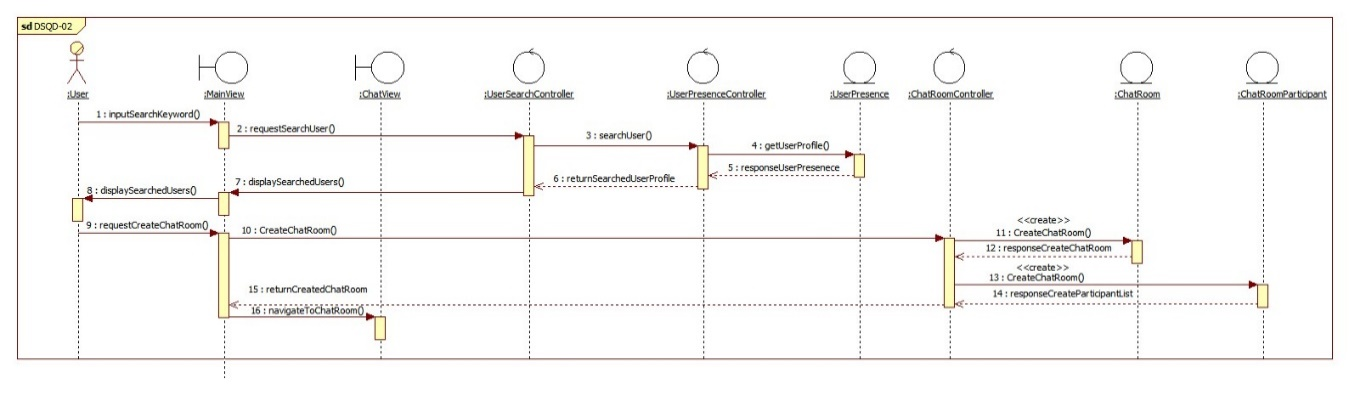 sd DSQD-02
:User
:MainView
:ChatView
:UserSearchController
:UserPresenceController
:UserPresence
:ChatRoomController
:ChatRoom
:ChatRoomParticipant
1 : inputSearchKeyword()
2 : requestSearchUser()
3 : searchUser()
4 : getUserProfile()
5 : responseUserPresenece
6 : returnSearchedUserProfile
7 : displaySearchedUsers()
8 : displaySearchedUsers()
9 : requestCreateChatRoom()
10 : CreateChatRoom()
<<create>>
11 : CreateChatRoom()
12 : responseCreateChatRoom
<<create>>
13 : CreateChatRoom()
14 : responseCreateParticipantList
15 : returnCreatedChatRoom
16 : navigateToChatRoom()